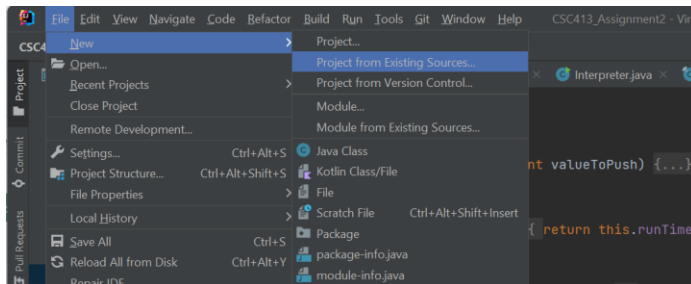 File Edit View Navigate Code Refactor Build Run Tools Git Window Help CSC413_Assignment2 - Vir
CSC4
New
Open...
Recent Projects
Close Project
Remote Development...
Settings... Ctrl+Alt+S
Project Structure... Ctrl+Alt+Shift+S
File Properties
Local History
Save All Ctrl+S
Reload All from Disk Ctrl+Alt+Y
Repair IDE
Project...
Project from Existing Sources...
Project from Version Control...
Module...
Module from Existing Sources...
Java Class
Kotlin Class/File
File
Scratch File Ctrl+Alt+Shift+Insert
Package
package-info.java
module-info.java
Interpreter.java
nt valueToPush) {...}
{ return this.runTime
Project
Commit
Pull Requests